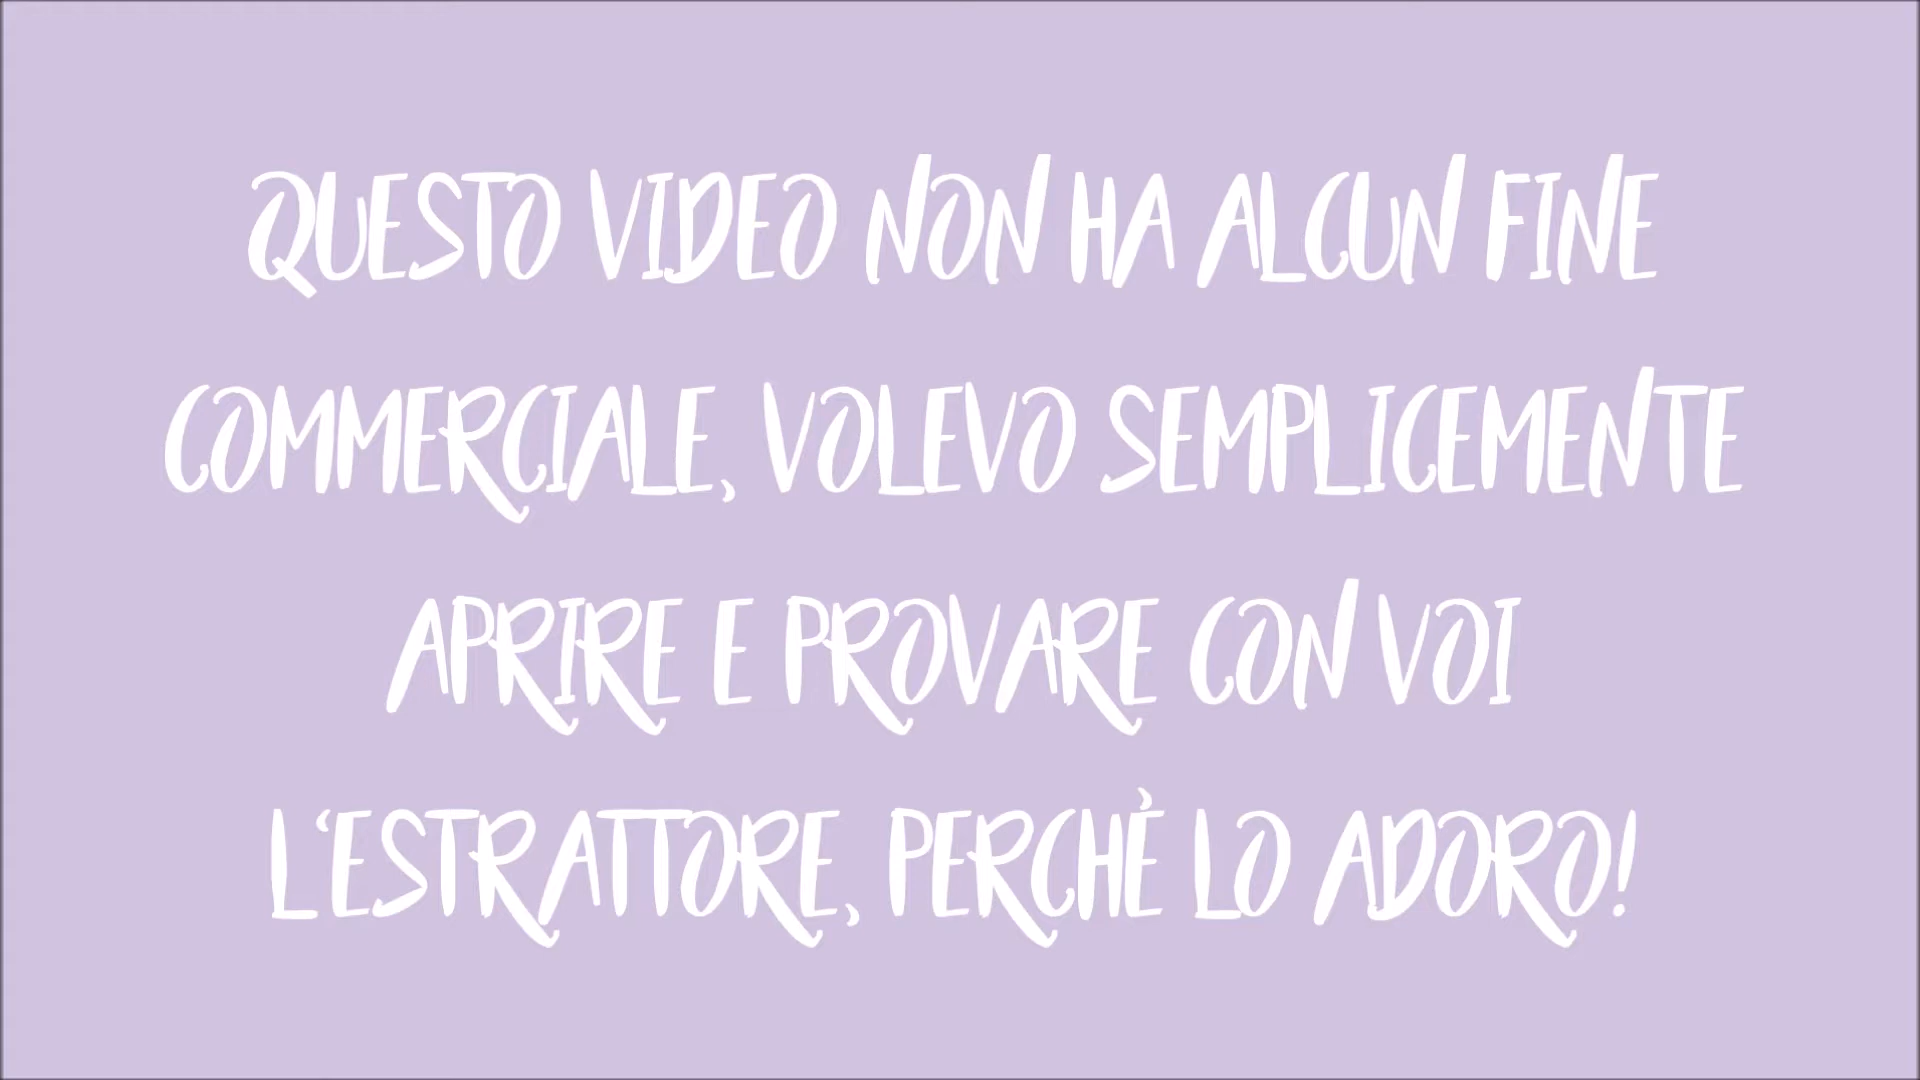 QUESTO VIDEO NON HA ALCUN FINE
COMMERCIALE, VOLEVO SEMPLICEMENTE
APRIRE E PROVARE CON VOI
L‘ESTRATTORE, PERCHÈ LO ADORO!